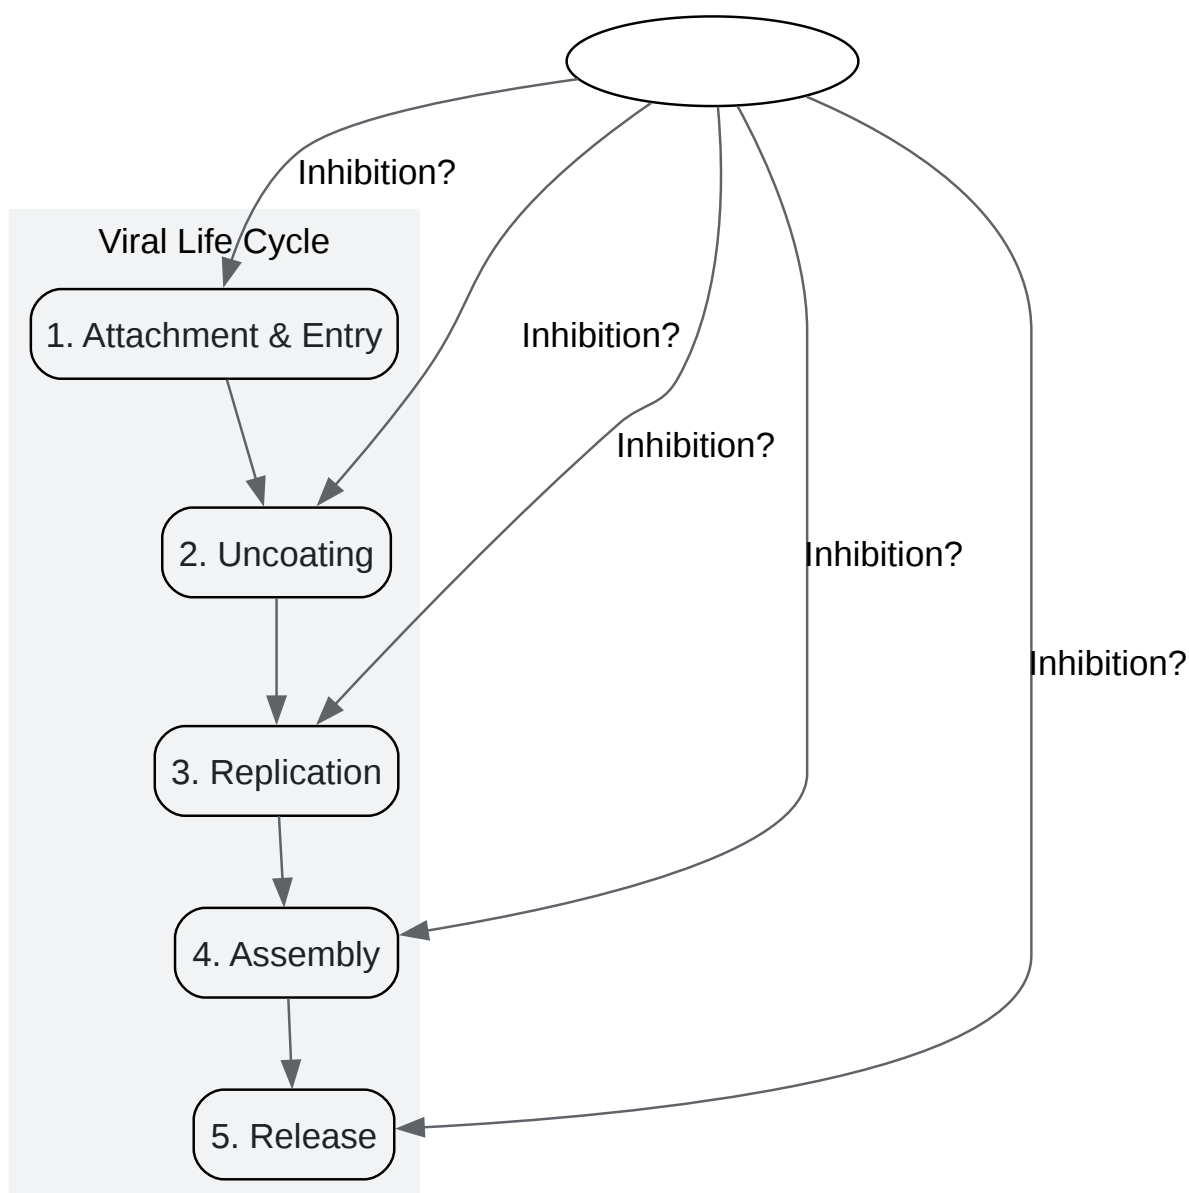 Inhibition?
Viral Life Cycle
1. Attachment & Entry
Inhibition?
Inhibition?
2. Uncoating
Inhibition?
Inhibition?
3. Replication
4. Assembly
5. Release